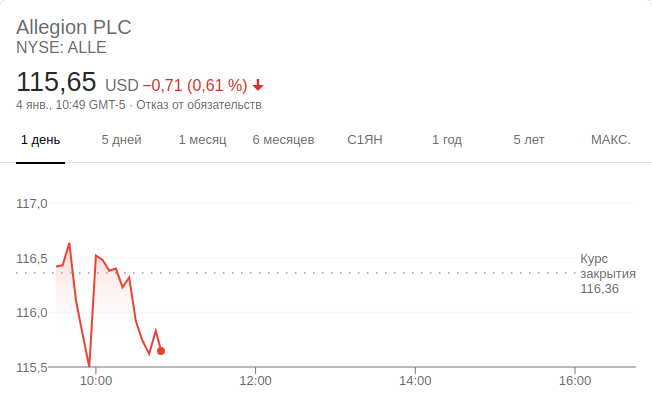 Allegion PLC
NYSE: ALLE
115,65 USD −0,71 (0,61 %)
4 янв., 10:49 GMT-5 · Отказ от обязательств
1 день 5 дней 1 месяц 6 месяцев С1ЯН 1 год 5 лет МАКС.
117,0
116,5
Курс
закрытия
116,36
116,0
115,5
10:00 12:00 14:00 16:00